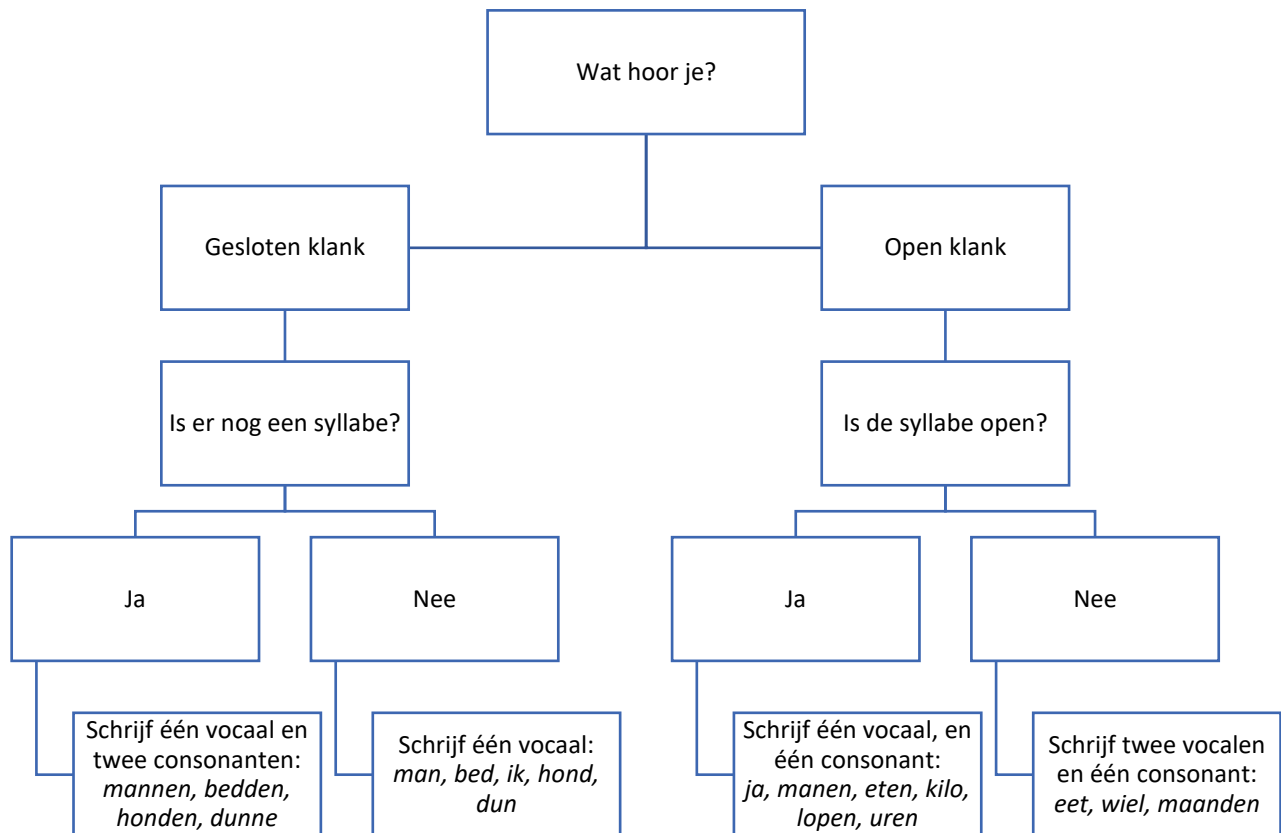 Wat hoor je?
Gesloten klank
Open klank
Is er nog een syllabe?
Is de syllabe open?
Ja
Nee
Ja
Nee
Schrijf één vocaal en
twee consonanten:
mannen, bedden,
honden, dunne
Schrijf één vocaal:
man, bed, ik, hond,
dun
Schrijf één vocaal, en
één consonant:
ja, manen, eten, kilo,
lopen, uren
Schrijf twee vocalen
en één consonant:
eet, wiel, maanden